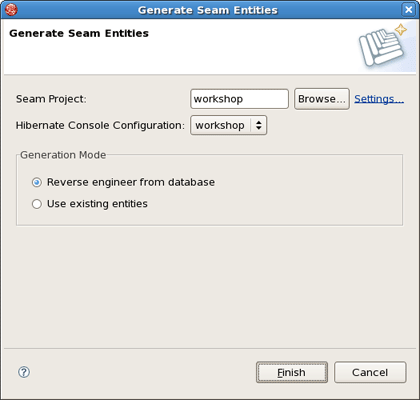 Generate Seam Entities
Generate Seam Entities
Seam Project: workshop Browse... Settings...
Hibernate Console Configuration: workshop
Generation Mode
Reverse engineer from database
Use existing entities
? Finish Cancel